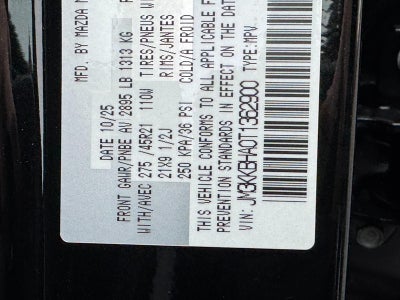 MFD. BY MAZDA
DATE 10/25
FRONT GAWR/PNBE AV 2895 LB 1313 KG
WITH/AVEC 275 /45R21 110W TIRES/PNEUS
21X9 1/2J RIMS/JANTES
250 KPA/36 PSI COLD/A FROID
THIS VEHICLE CONFORMS TO ALL APPLICABLE
PREVENTION STANDARDS IN EFFECT ON THE DAT
VIN: JM3KKBHA0T1362900 TYPE:MPV